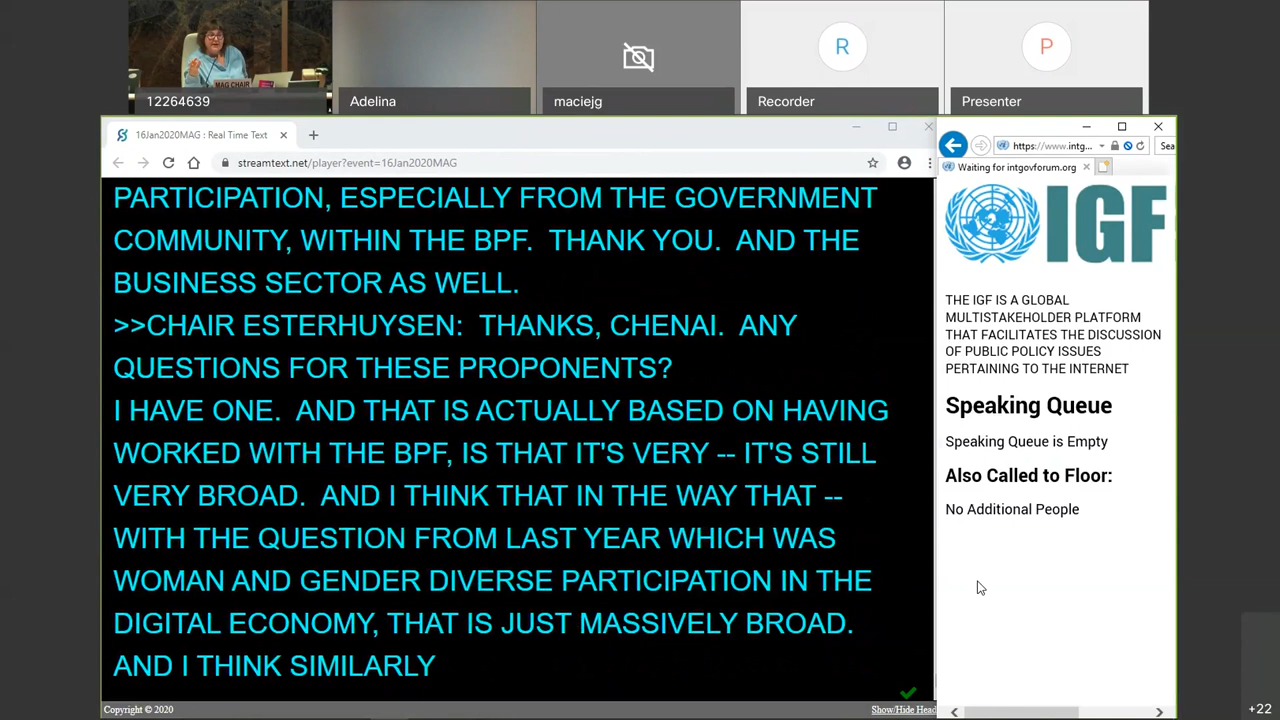 MAG CHAIR
12264639
Adelina
maciejg
R
Recorder
P
Presenter
16Jan2020MAG : Real Time Text
streamtext.net/player?event=16Jan2020MAG
PARTICIPATION, ESPECIALLY FROM THE GOVERNMENT
COMMUNITY, WITHIN THE BPF.  THANK YOU.  AND THE
BUSINESS SECTOR AS WELL.
>>CHAIR ESTERHUYSEN:  THANKS, CHENAI.  ANY
QUESTIONS FOR THESE PROPONENTS?
I HAVE ONE.  AND THAT IS ACTUALLY BASED ON HAVING
WORKED WITH THE BPF, IS THAT IT'S VERY -- IT'S STILL
VERY BROAD.  AND I THINK THAT IN THE WAY THAT --
WITH THE QUESTION FROM LAST YEAR WHICH WAS
WOMAN AND GENDER DIVERSE PARTICIPATION IN THE
DIGITAL ECONOMY, THAT IS JUST MASSIVELY BROAD.
AND I THINK SIMILARLY
Copyright © 2020
Show/Hide Head
https://www.intg...
Sea
Waiting for intgovforum.org
IGF
THE IGF IS A GLOBAL
MULTISTAKEHOLDER PLATFORM
THAT FACILITATES THE DISCUSSION
OF PUBLIC POLICY ISSUES
PERTAINING TO THE INTERNET
Speaking Queue
Speaking Queue is Empty
Also Called to Floor:
No Additional People
+22